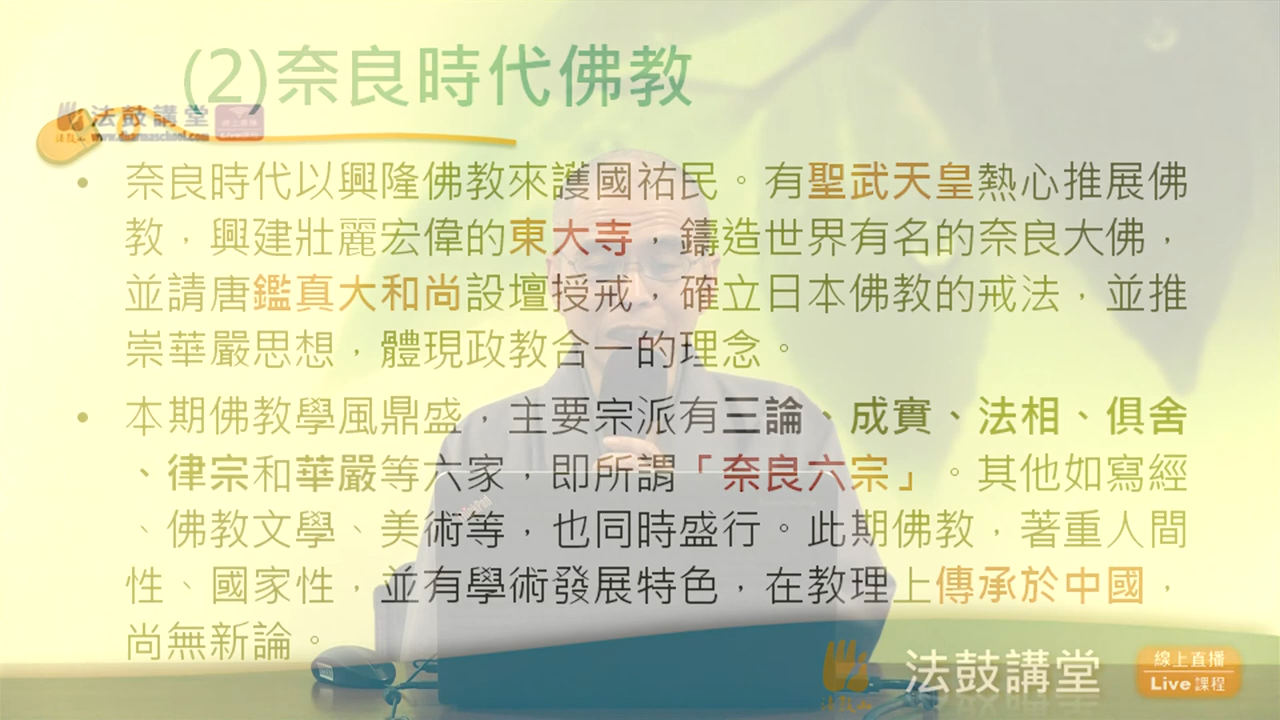 (2)奈良時代佛教
法鼓講堂
www.dharmaschool.com
• 奈良時代以興隆佛教來護國祐民。有聖武天皇熱心推展佛
教，興建壯麗宏偉的東大寺，鑄造世界有名的奈良大佛，
並請唐鑑真大和尚設壇授戒，確立日本佛教的戒法，並推
崇華嚴思想，體現政教合一的理念。
• 本期佛教學風鼎盛，主要宗派有三論、成實、法相、俱舍
、律宗和華嚴等六家，即所謂「奈良六宗」。其他如寫經
、佛教文學、美術等，也同時盛行。此期佛教，著重人間
性、國家性，並有學術發展特色，在教理上傳承於中國，
尚無新論。
法鼓講堂
線上直播
Live 課程